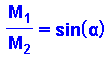 M₁/M₂ = sin(α)